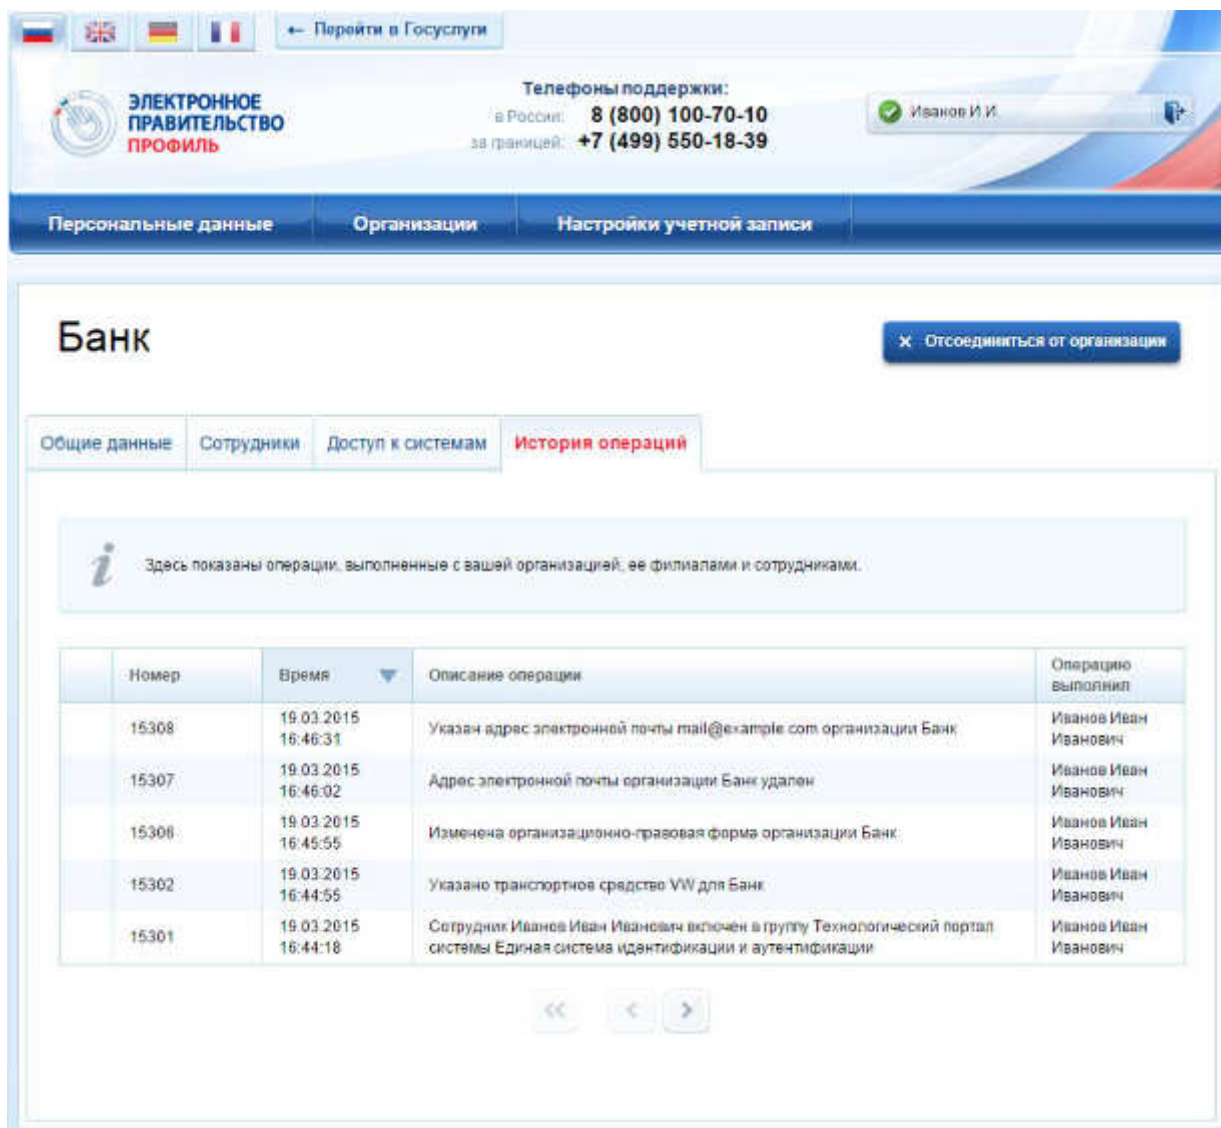 ← Перейти в Госуслуги
ЭЛЕКТРОННОЕ
ПРАВИТЕЛЬСТВО
ПРОФИЛЬ
Телефоны поддержки:
в России: 8 (800) 100-70-10
за границей: +7 (499) 550-18-39
Иванов И.И.
Персональные данные Организации Настройки учетной записи
Банк
× Отсоединиться от организации
Общие данные Сотрудники Доступ к системам История операций
Здесь показаны операции, выполненные с вашей организацией, ее филиалами и сотрудниками.
Номер Время Описание операции Операцию
выполнил
15308 19.03.2015
16:46:31 Указан адрес электронной почты mail@example.com организации Банк Иванов Иван
Иванович
15307 19.03.2015
16:46:02 Адрес электронной почты организации Банк удален Иванов Иван
Иванович
15306 19.03.2015
16:45:55 Изменена организационно-правовая форма организации Банк Иванов Иван
Иванович
15302 19.03.2015
16:44:55 Указано транспортное средство VW для Банк Иванов Иван
Иванович
15301 19.03.2015
16:44:18 Сотрудник Иванов Иван Иванович включен в группу Технологический портал
системы Единая система идентификации и аутентификации Иванов Иван
Иванович